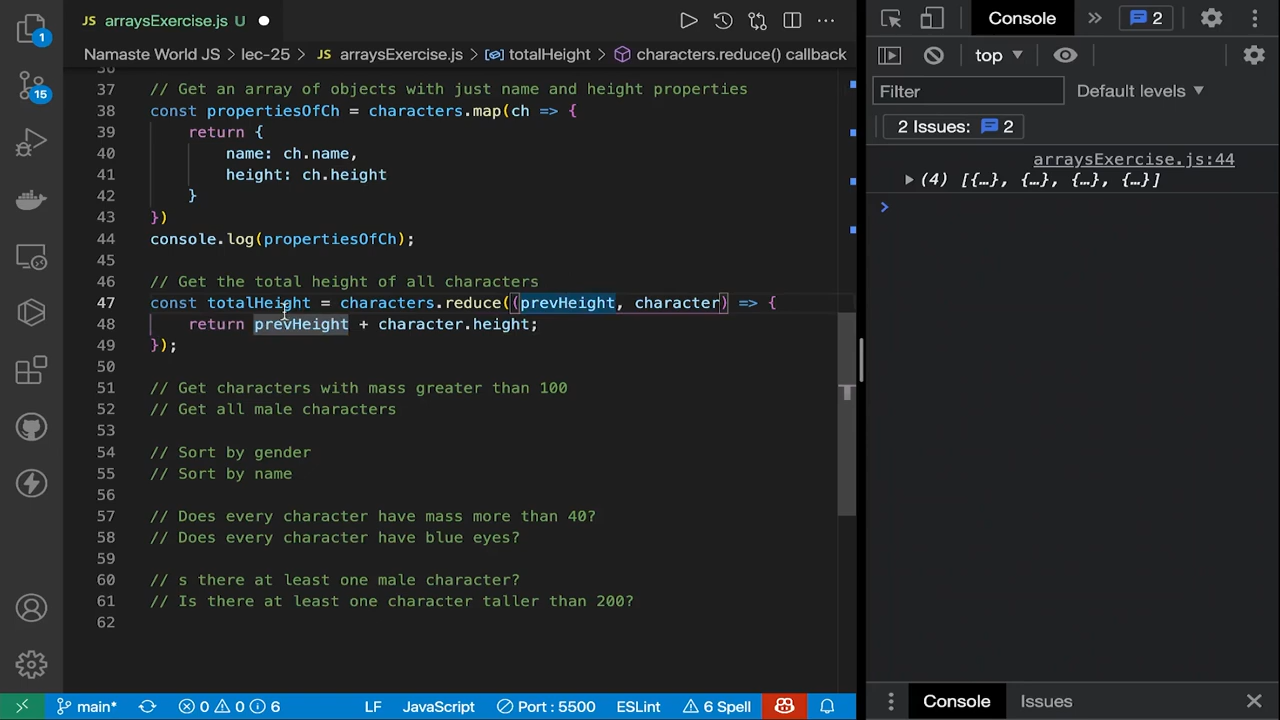 arraysExercise.js U
Namaste World JS > lec-25 > JS arraysExercise.js > totalHeight > characters.reduce() callback
36
37 // Get an array of objects with just name and height properties
38 const propertiesOfCh = characters.map(ch => {
39 return {
40 name: ch.name,
41 height: ch.height
42 }
43 })
44 console.log(propertiesOfCh);
45
46 // Get the total height of all characters
47 const totalHeight = characters.reduce((prevHeight, character) => {
48 return prevHeight + character.height;
49 });
50
51 // Get characters with mass greater than 100
52 // Get all male characters
53
54 // Sort by gender
55 // Sort by name
56
57 // Does every character have mass more than 40?
58 // Does every character have blue eyes?
59
60 // s there at least one male character?
61 // Is there at least one character taller than 200?
62
1
15
main* 0 0 6 LF JavaScript Port : 5500 ESLint 6 Spell
Console » 2
top
Filter Default levels
2 Issues: 2
arraysExercise.js:44
(4) [{…}, {…}, {…}, {…}]
Console Issues